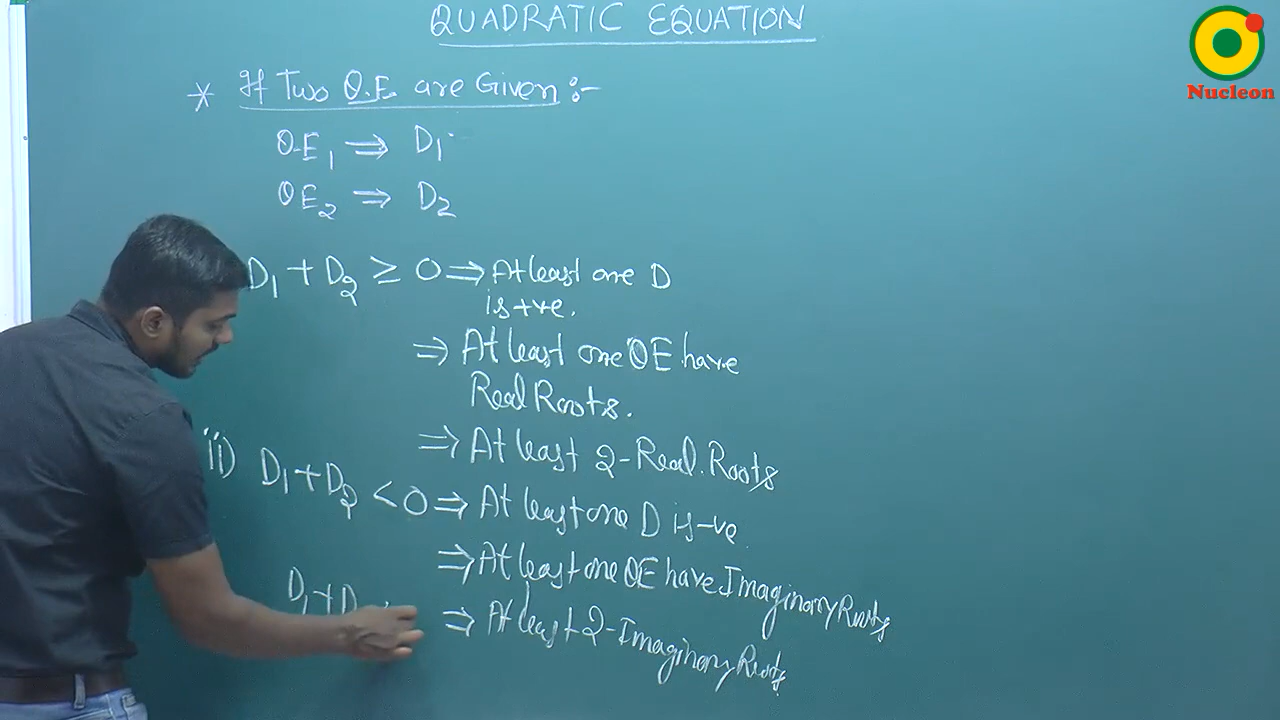 QUADRATIC EQUATION
Nucleon
* If Two Q.E are Given :-
Q.E1 ⇒ D1
QE2 ⇒ D2
D1 + D2 ≥ 0 ⇒ At least one D
is +ve.
⇒ At least one QE have
Real Roots.
⇒ At least 2-Real.Roots
ii) D1 + D2 < 0 ⇒ At least one D is -ve
⇒ At least one QE have Imaginary Roots
⇒ At least 2-Imaginary Roots
D1 + D